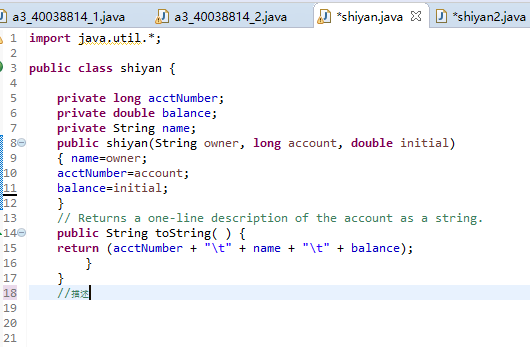 a3_40038814_1.java
a3_40038814_2.java
*shiyan.java
*shiyan2.java
1 import java.util.*;
2
3 public class shiyan {
4
5 private long acctNumber;
6 private double balance;
7 private String name;
8 public shiyan(String owner, long account, double initial)
9 { name=owner;
10 acctNumber=account;
11 balance=initial;
12 }
13 // Returns a one-line description of the account as a string.
14 public String toString( ) {
15 return (acctNumber + "\t" + name + "\t" + balance);
16 }
17 }
18 //描述
19
20
21